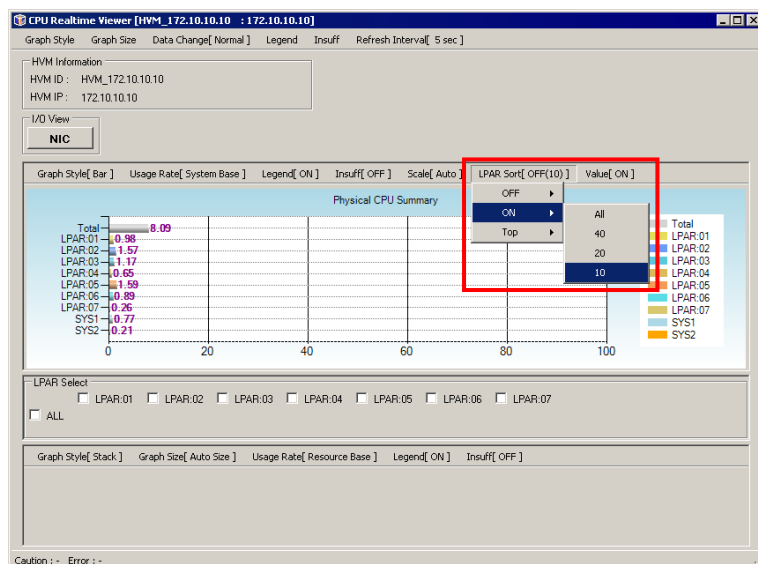 CPU Realtime Viewer [HVM_172.10.10.10 : 172.10.10.10]
Graph Style Graph Size Data Change[ Normal ] Legend Insuff Refresh Interval[ 5 sec ]
HVM Information
HVM ID : HVM_172.10.10.10
HVM IP : 172.10.10.10
I/O View
NIC
Graph Style[ Bar ] Usage Rate[ System Base ] Legend[ ON ] Insuff[ OFF ] Scale[ Auto ] LPAR Sort[ OFF(10) ] Value[ ON ]
OFF
ON
Top
All
40
20
10
Physical CPU Summary
Total 8.09
LPAR:01 0.98
LPAR:02 1.57
LPAR:03 1.17
LPAR:04 0.65
LPAR:05 1.59
LPAR:06 0.89
LPAR:07 0.26
SYS1 0.77
SYS2 0.21
0 20 40 60 80 100
Total
LPAR:01
LPAR:02
LPAR:03
LPAR:04
LPAR:05
LPAR:06
LPAR:07
SYS1
SYS2
LPAR Select
LPAR:01 LPAR:02 LPAR:03 LPAR:04 LPAR:05 LPAR:06 LPAR:07
ALL
Graph Style[ Stack ] Graph Size[ Auto Size ] Usage Rate[ Resource Base ] Legend[ ON ] Insuff[ OFF ]
Caution : - Error : -